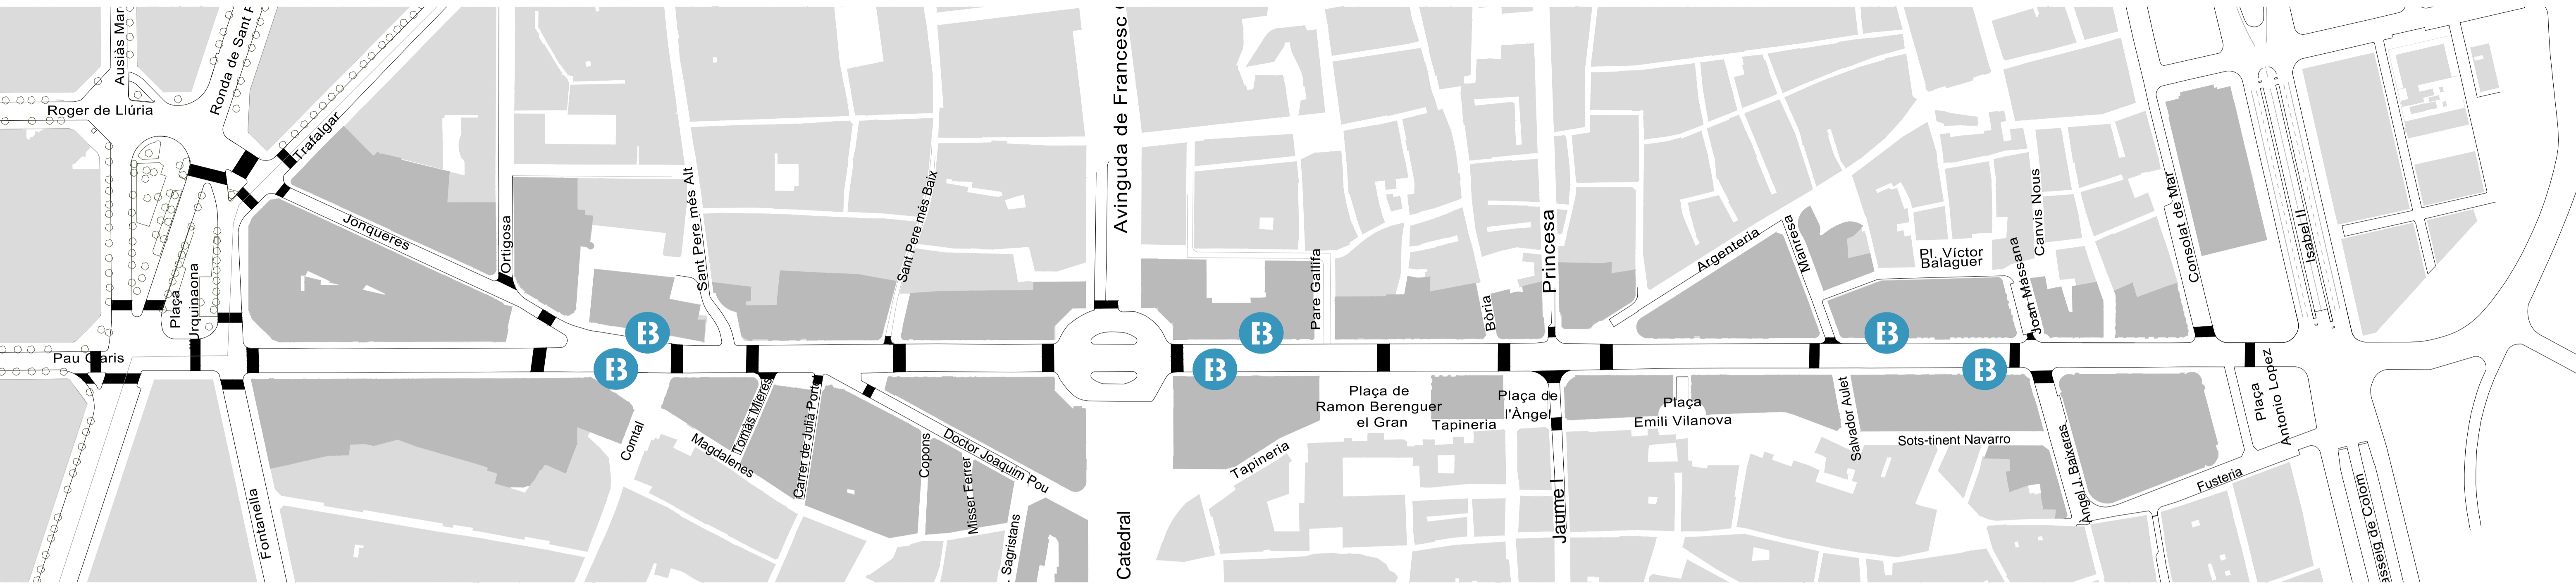 Ausiàs Mar
Ronda de Sant P
Roger de Llúria
Trafalgar
Jonqueres
Ortigosa
Sant Pere més Alt
Sant Pere més Baix
Avinguda de Francesc
Pare Gallifa
Bòria
Princesa
Argenteria
Manresa
Pl. Víctor
Balaguer
Joan Massana
Canvis Nous
Consolat de Mar
Isabel II
Plaça
Urquinaona
Pau Claris
Fontanella
Comtal
Magdalenes
Tomàs Mieres
Carrer de Julià Portet
Copons
Misser Ferrer
Doctor Joaquim Pou
Sagristans
Catedral
Tapineria
Plaça de
Ramon Berenguer
el Gran
Tapineria
Plaça de
l'Àngel
Jaume I
Plaça
Emili Vilanova
Salvador Aulet
Sots-tinent Navarro
Àngel J. Baixeras
Fusteria
Plaça
Antonio Lopez
asseig de Colom